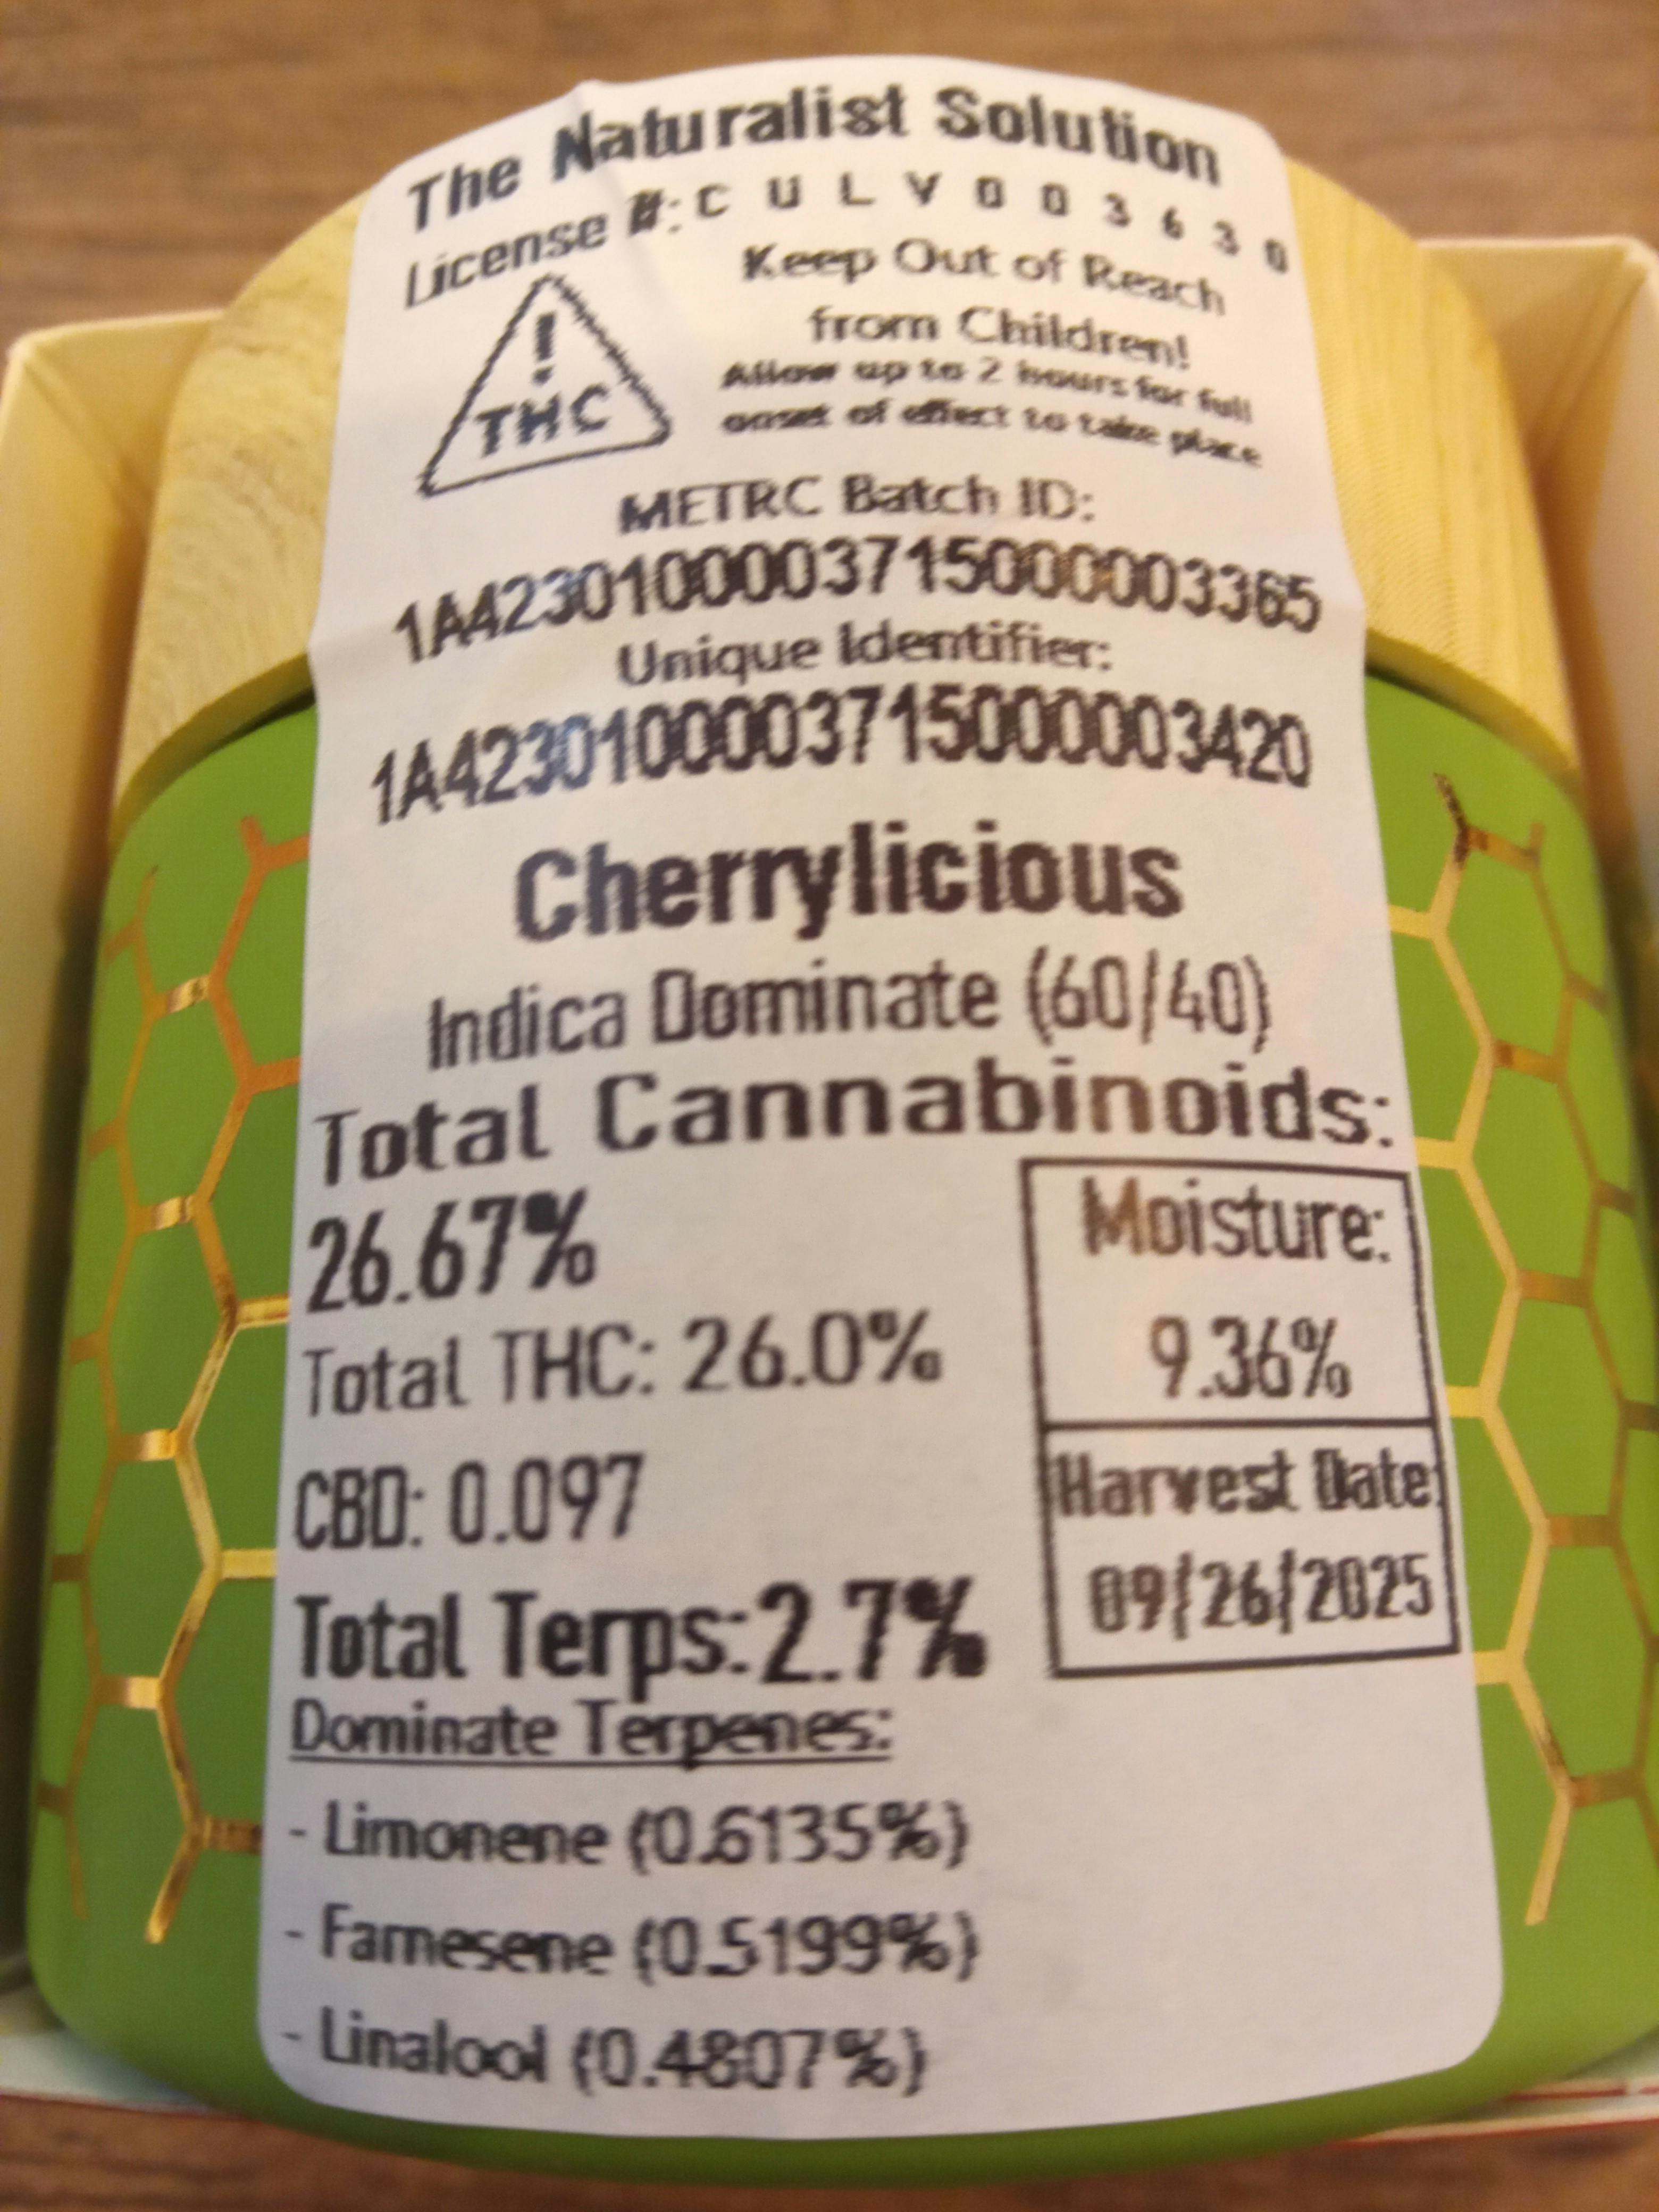 The Naturalist Solution
License #: C U L V 0 0 3 6 3 0
Keep Out of Reach
from Children!
Allow up to 2 hours for full
onset of effect to take place
!
THC
METRC Batch ID:
1A4230100003715000003365
Unique Identifier:
1A4230100003715000003420
Cherrylicious
Indica Dominate (60/40)
Total Cannabinoids:
26.67%
Total THC: 26.0%
CBD: 0.097
Moisture:
9.36%
Harvest Date:
09/26/2025
Total Terps:2.7%
Dominate Terpenes:
- Limonene (0.6135%)
- Farnesene (0.5199%)
- Linalool (0.4807%)